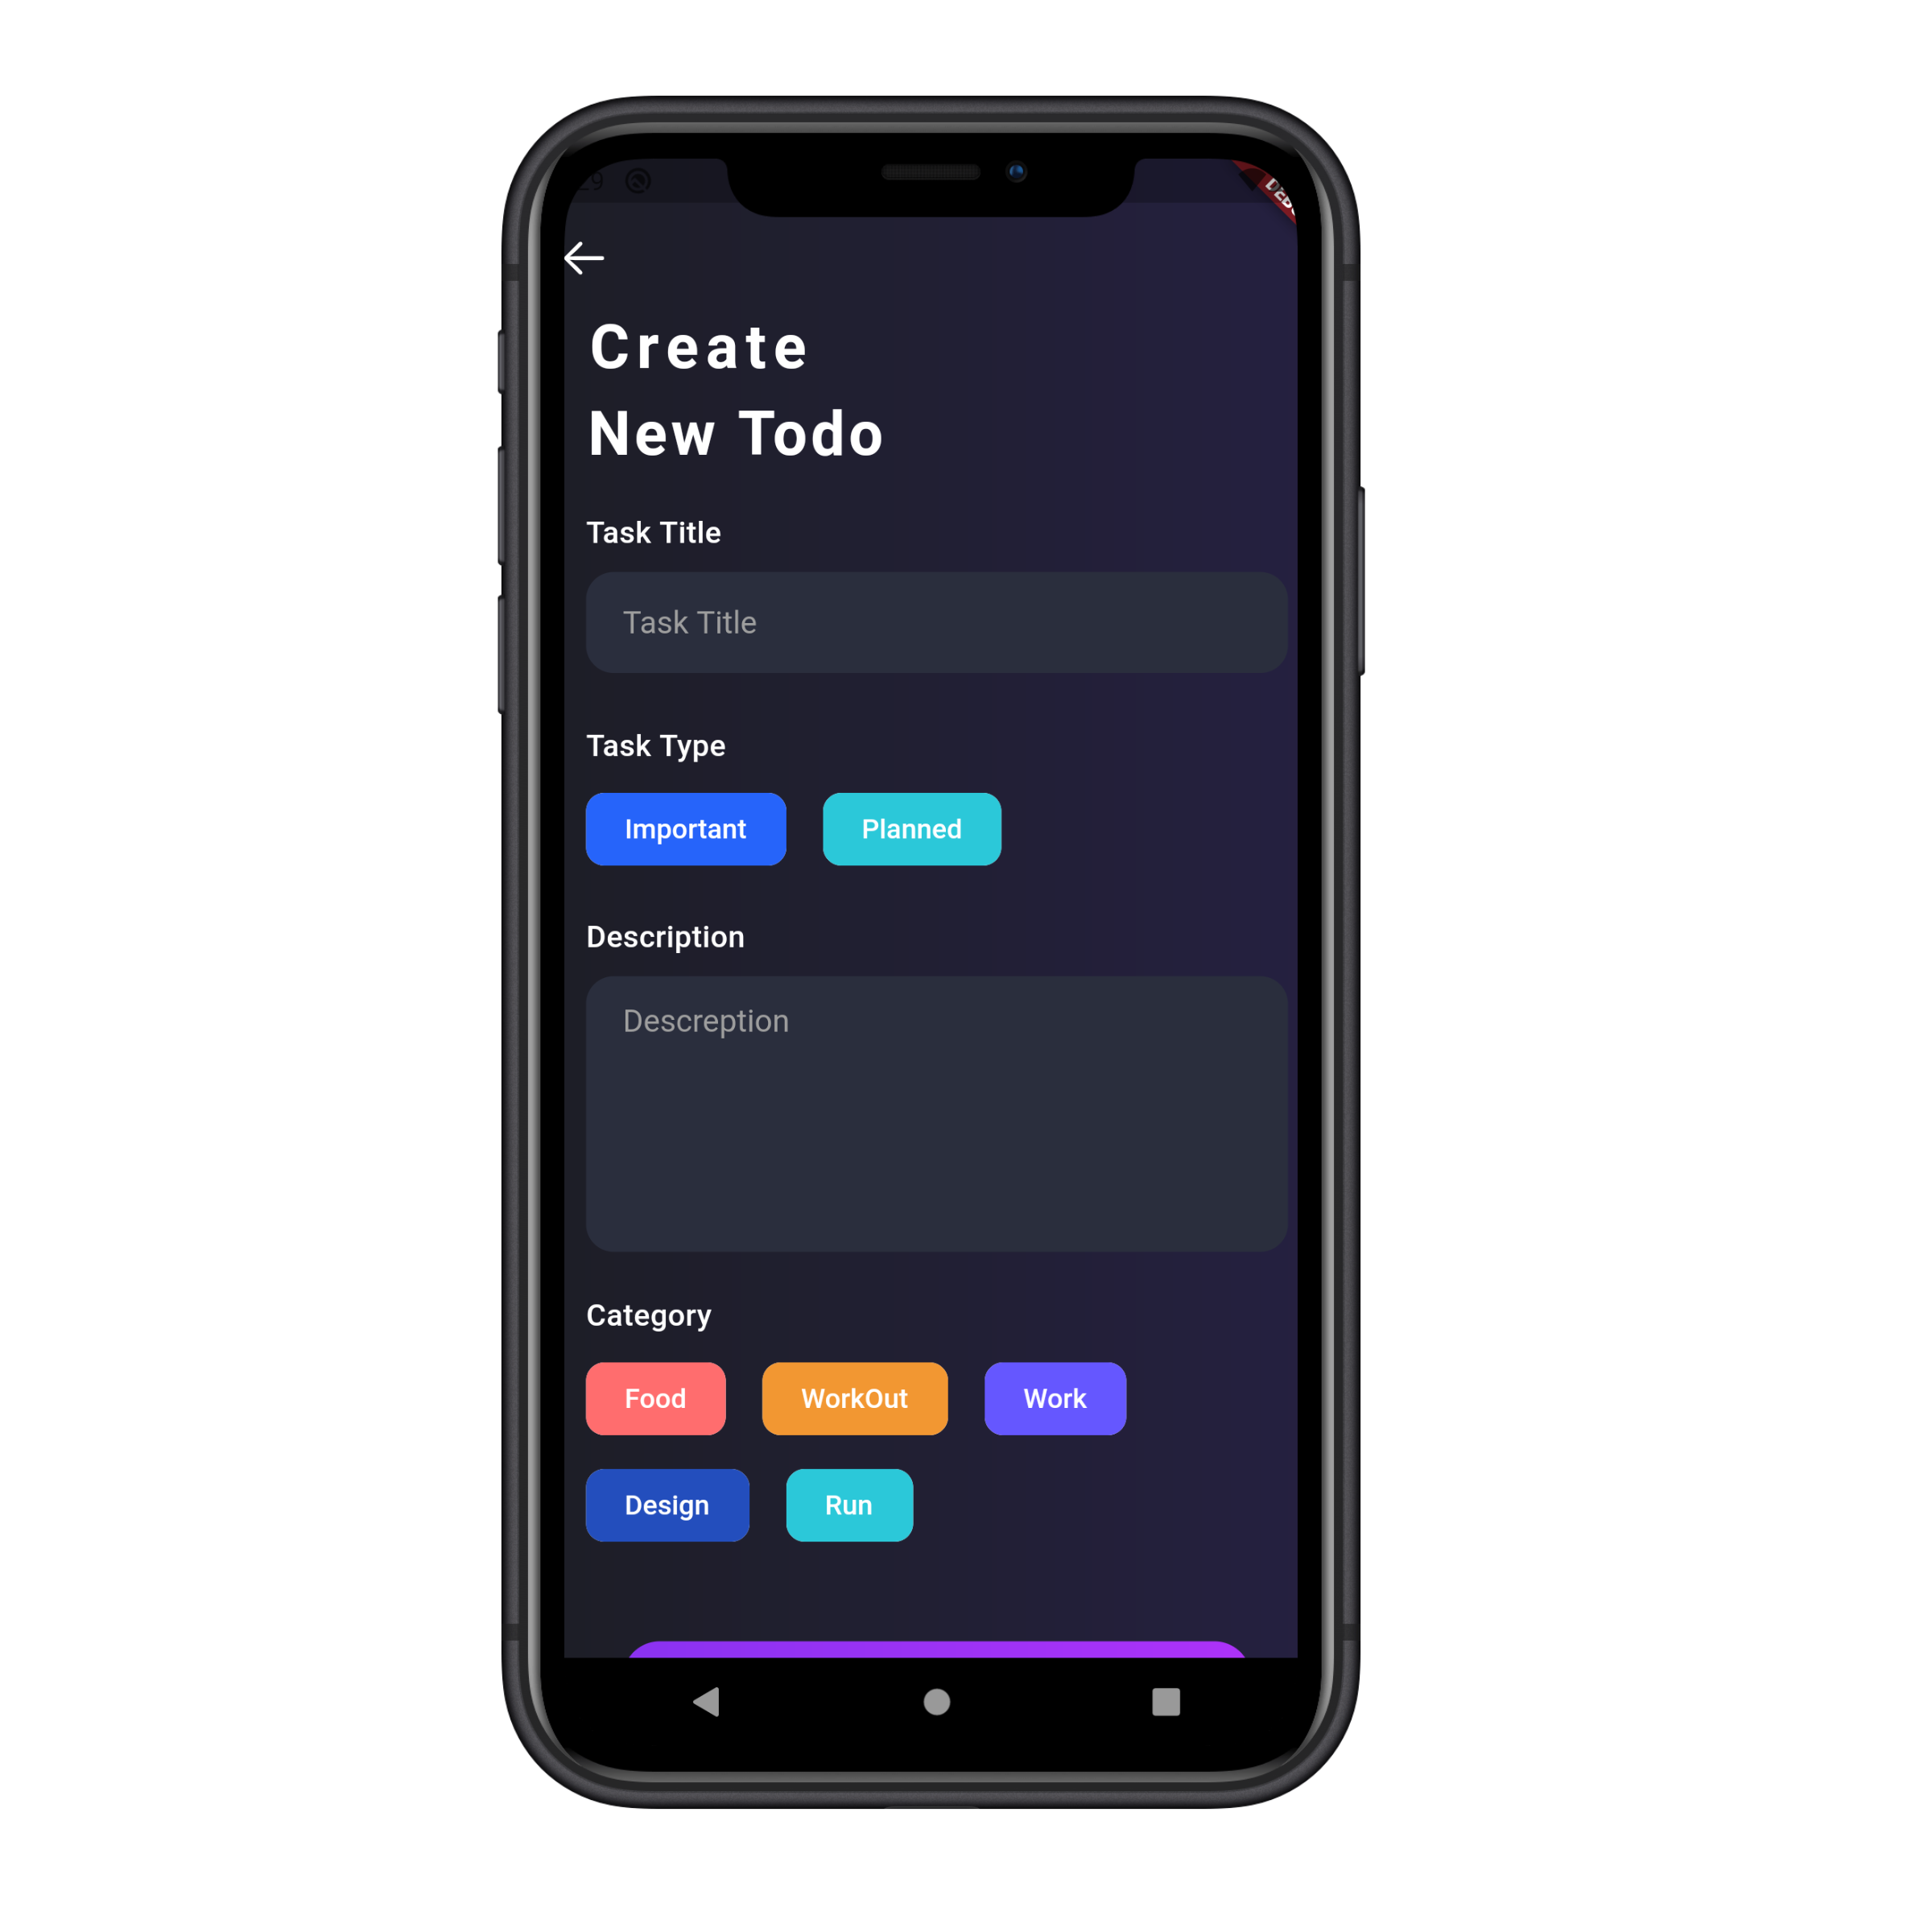 29
Create
New Todo
Task Title
Task Title
Task Type
Important Planned
Description
Descreption
Category
Food WorkOut Work
Design Run